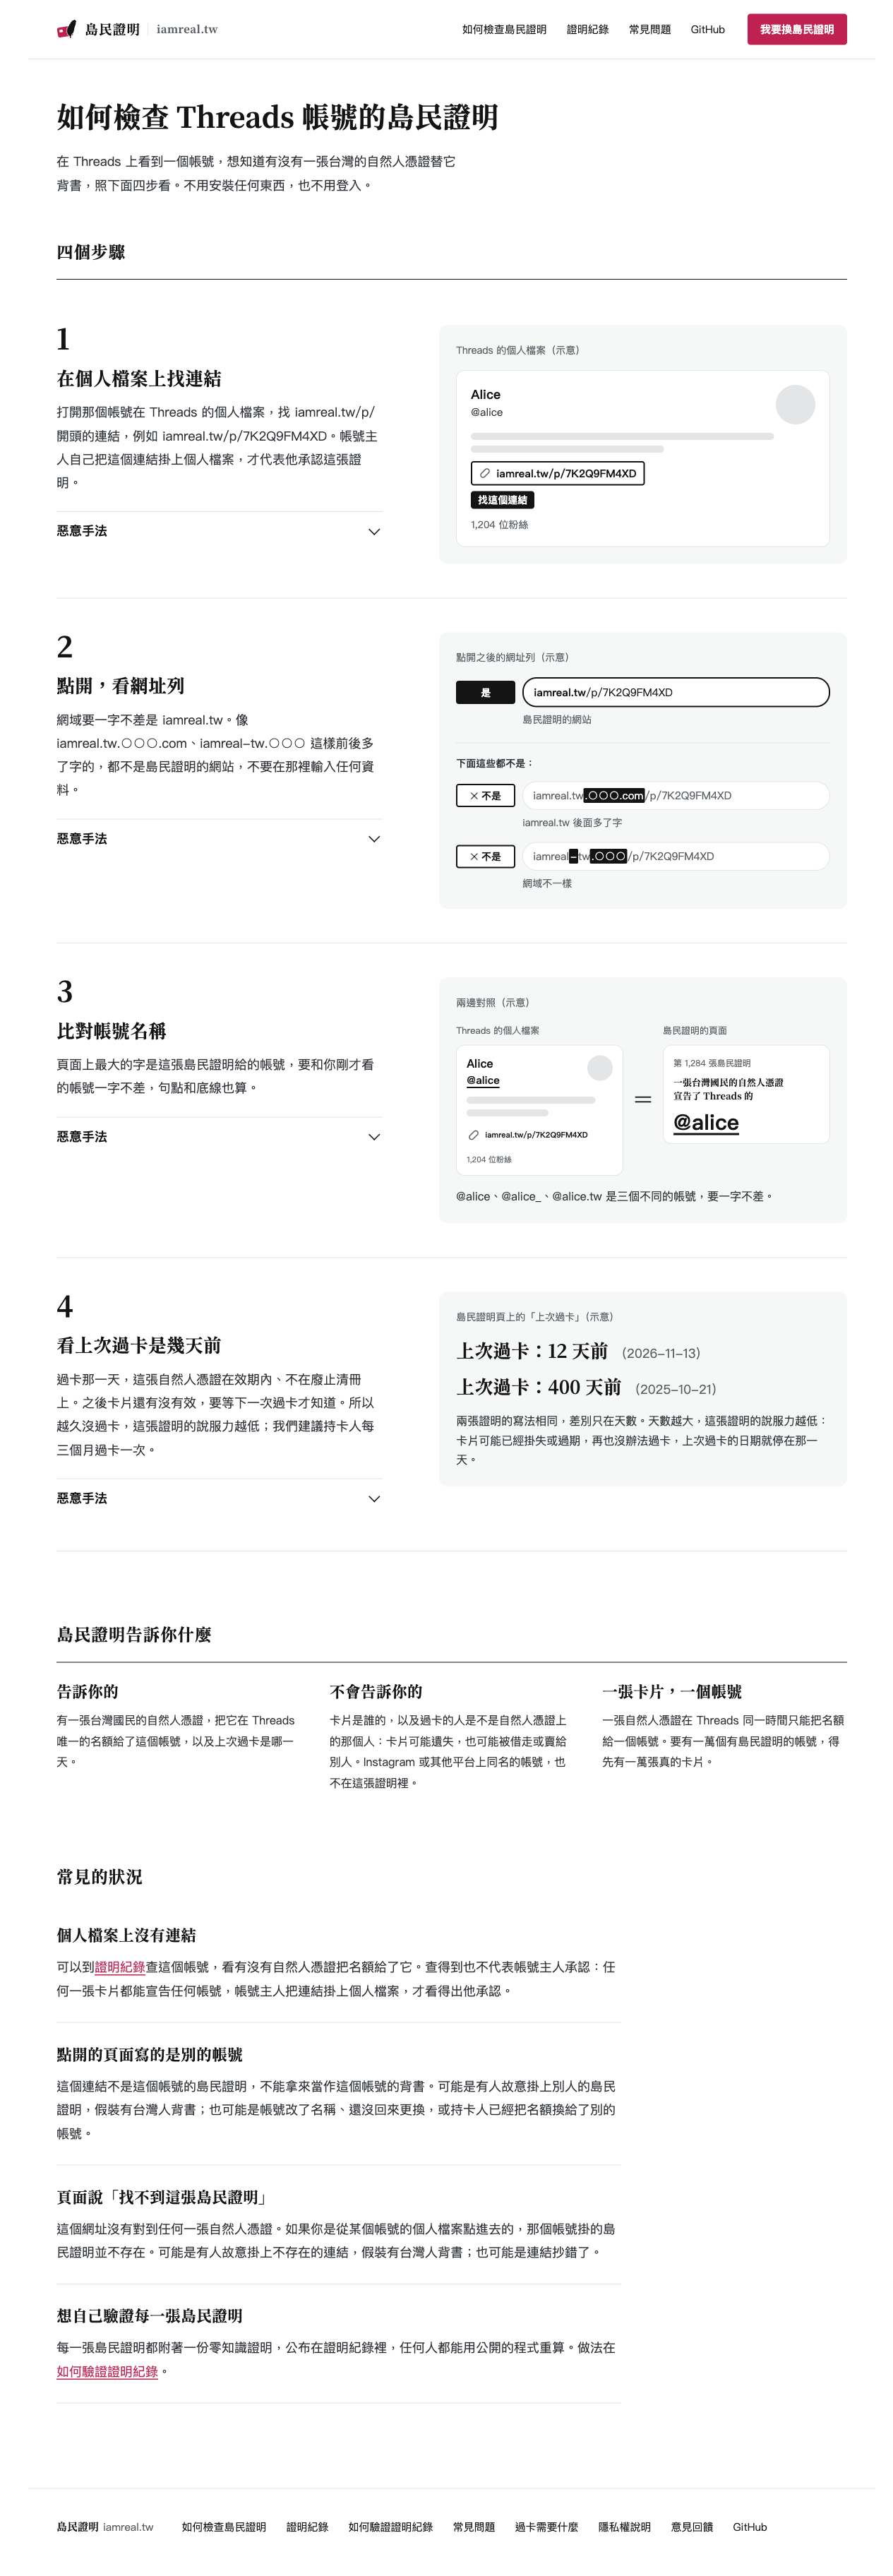 島民證明 iamreal.tw
如何檢查島民證明 證明紀錄 常見問題 GitHub 我要換島民證明
如何檢查 Threads 帳號的島民證明
在 Threads 上看到一個帳號，想知道有沒有一張台灣的自然人憑證替它
背書，照下面四步看。不用安裝任何東西，也不用登入。
四個步驟
1
在個人檔案上找連結
打開那個帳號在 Threads 的個人檔案，找 iamreal.tw/p/
開頭的連結，例如 iamreal.tw/p/7K2Q9FM4XD。帳號主
人自己把這個連結掛上個人檔案，才代表他承認這張證
明。
惡意手法
Threads 的個人檔案（示意）
Alice
@alice
iamreal.tw/p/7K2Q9FM4XD
找這個連結
1,204 位粉絲
2
點開，看網址列
網域要一字不差是 iamreal.tw。像
iamreal.tw.○○○.com、iamreal-tw.○○○ 這樣前後多
了字的，都不是島民證明的網站，不要在那裡輸入任何資
料。
惡意手法
點開之後的網址列（示意）
是 iamreal.tw/p/7K2Q9FM4XD
島民證明的網站
下面這些都不是：
× 不是 iamreal.tw.○○○.com/p/7K2Q9FM4XD
iamreal.tw 後面多了字
× 不是 iamreal-tw.○○○/p/7K2Q9FM4XD
網域不一樣
3
比對帳號名稱
頁面上最大的字是這張島民證明給的帳號，要和你剛才看
的帳號一字不差，句點和底線也算。
惡意手法
兩邊對照（示意）
Threads 的個人檔案
Alice
@alice
iamreal.tw/p/7K2Q9FM4XD
1,204 位粉絲
=
島民證明的頁面
第 1,284 張島民證明
一張台灣國民的自然人憑證
宣告了 Threads 的
@alice
@alice、@alice_、@alice.tw 是三個不同的帳號，要一字不差。
4
看上次過卡是幾天前
過卡那一天，這張自然人憑證在效期內、不在廢止清冊
上。之後卡片還有沒有效，要等下一次過卡才知道。所以
越久沒過卡，這張證明的說服力越低；我們建議持卡人每
三個月過卡一次。
惡意手法
島民證明頁上的「上次過卡」（示意）
上次過卡：12 天前 （2026-11-13）
上次過卡：400 天前 （2025-10-21）
兩張證明的寫法相同，差別只在天數。天數越大，這張證明的說服力越低：
卡片可能已經掛失或過期，再也沒辦法過卡，上次過卡的日期就停在那一
天。
島民證明告訴你什麼
告訴你的
有一張台灣國民的自然人憑證，把它在 Threads
唯一的名額給了這個帳號，以及上次過卡是哪一
天。
不會告訴你的
卡片是誰的，以及過卡的人是不是自然人憑證上
的那個人：卡片可能遺失，也可能被借走或賣給
別人。Instagram 或其他平台上同名的帳號，也
不在這張證明裡。
一張卡片，一個帳號
一張自然人憑證在 Threads 同一時間只能把名額
給一個帳號。要有一萬個有島民證明的帳號，得
先有一萬張真的卡片。
常見的狀況
個人檔案上沒有連結
可以到證明紀錄查這個帳號，看有沒有自然人憑證把名額給了它。查得到也不代表帳號主人承認：任
何一張卡片都能宣告任何帳號，帳號主人把連結掛上個人檔案，才看得出他承認。
點開的頁面寫的是別的帳號
這個連結不是這個帳號的島民證明，不能拿來當作這個帳號的背書。可能是有人故意掛上別人的島民
證明，假裝有台灣人背書；也可能是帳號改了名稱、還沒回來更換，或持卡人已經把名額換給了別的
帳號。
頁面說「找不到這張島民證明」
這個網址沒有對到任何一張自然人憑證。如果你是從某個帳號的個人檔案點進去的，那個帳號掛的島
民證明並不存在。可能是有人故意掛上不存在的連結，假裝有台灣人背書；也可能是連結抄錯了。
想自己驗證每一張島民證明
每一張島民證明都附著一份零知識證明，公布在證明紀錄裡，任何人都能用公開的程式重算。做法在
如何驗證證明紀錄。
島民證明 iamreal.tw 如何檢查島民證明 證明紀錄 如何驗證證明紀錄 常見問題 過卡需要什麼 隱私權說明 意見回饋 GitHub